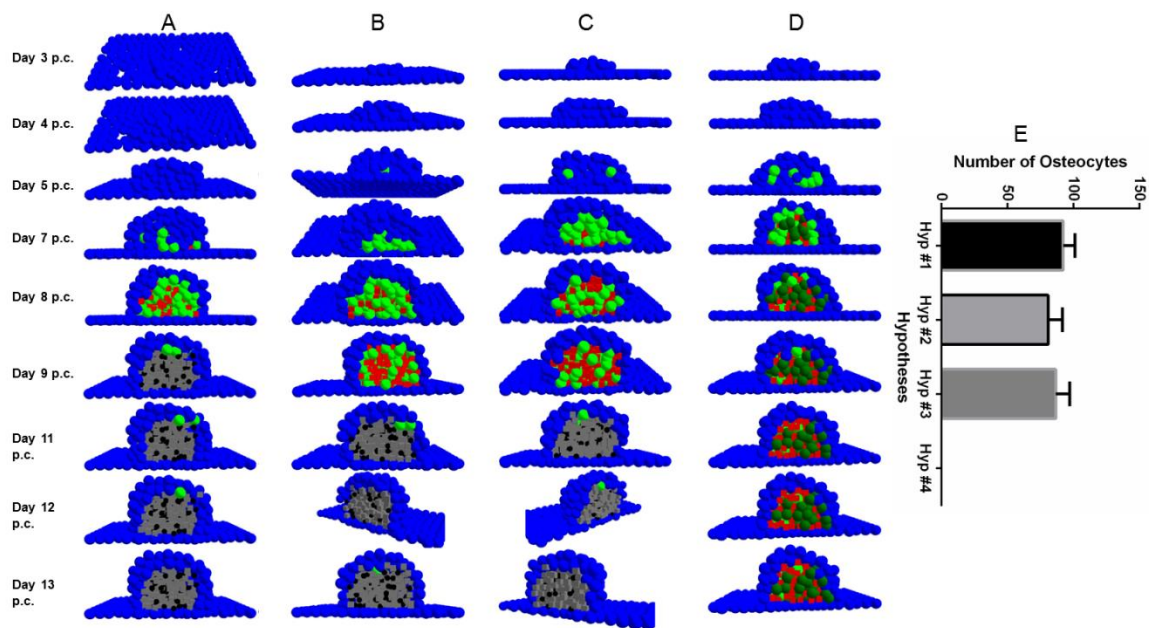 A B C D
Day 3 p.c.
Day 4 p.c.
Day 5 p.c.
Day 7 p.c.
Day 8 p.c.
Day 9 p.c.
Day 11
p.c.
Day 12
p.c.
Day 13
p.c.
E
Number of Osteocytes
0 50 100 150
Hyp #1
Hyp #2
Hyp #3
Hyp #4
Hypotheses